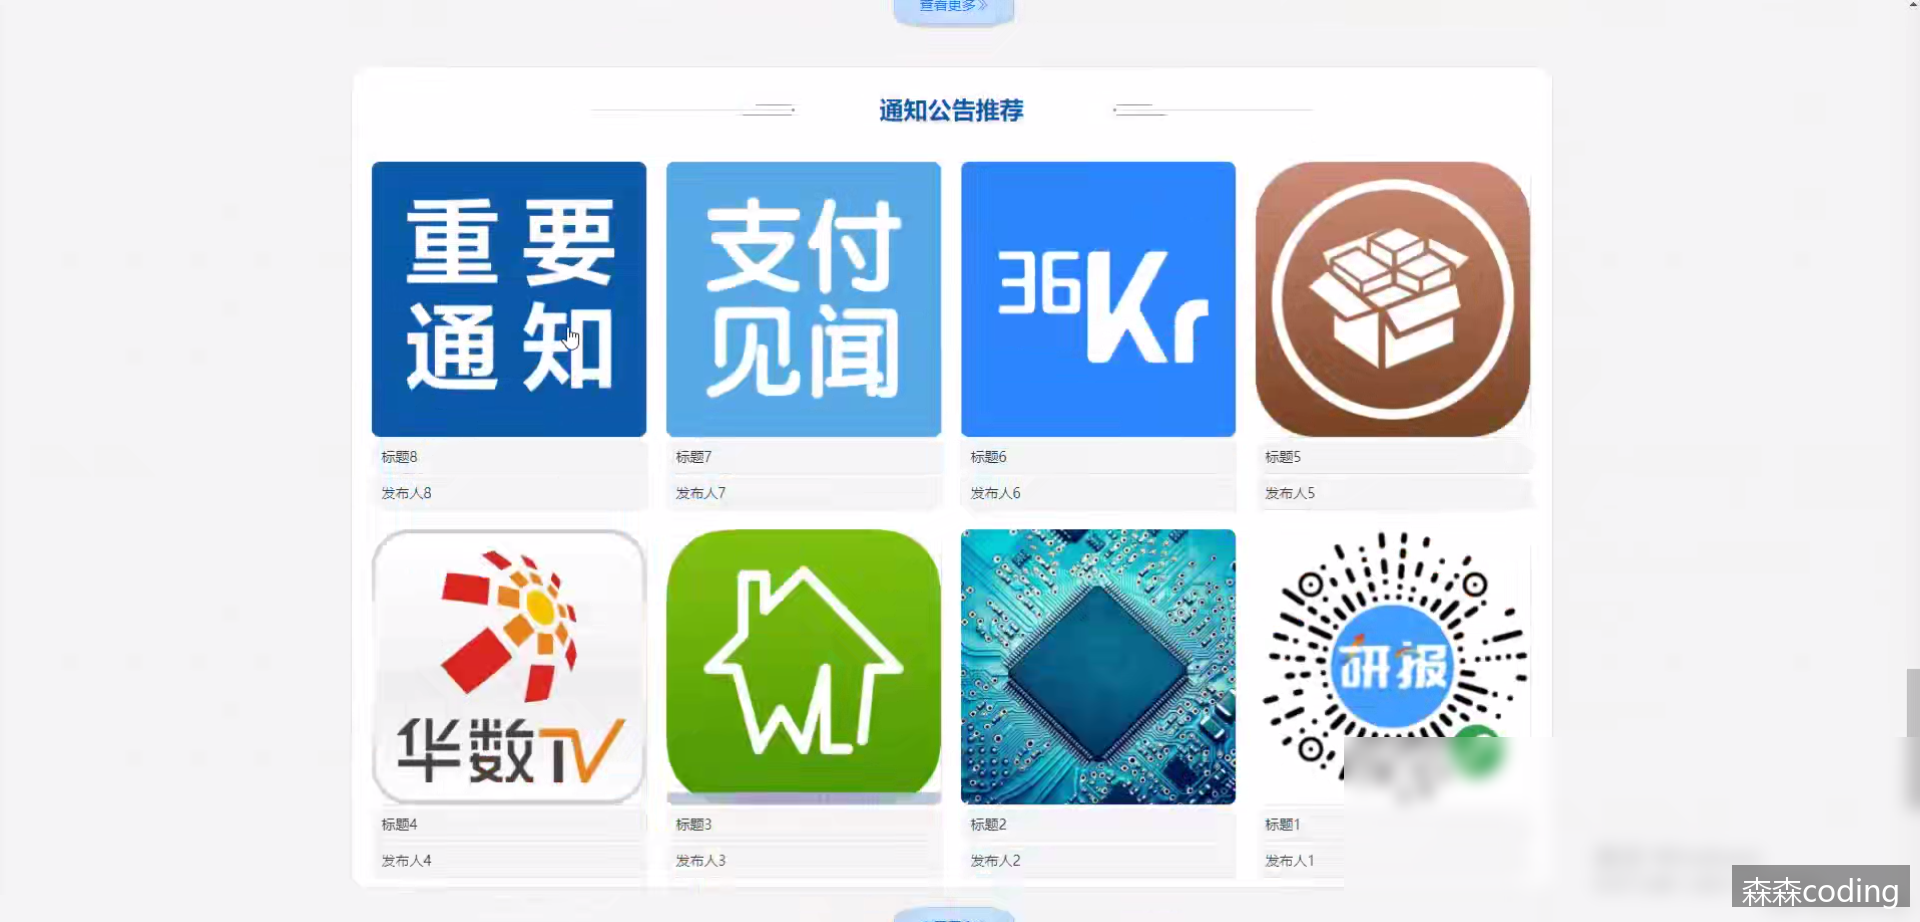 查看更多》
通知公告推荐
重要
通知
支付
见闻
36Kr
标题8
标题7
标题6
标题5
发布人8
发布人7
发布人6
发布人5
华数TV
WL
研报
标题4
标题3
标题2
标题1
发布人4
发布人3
发布人2
发布人1
森森coding